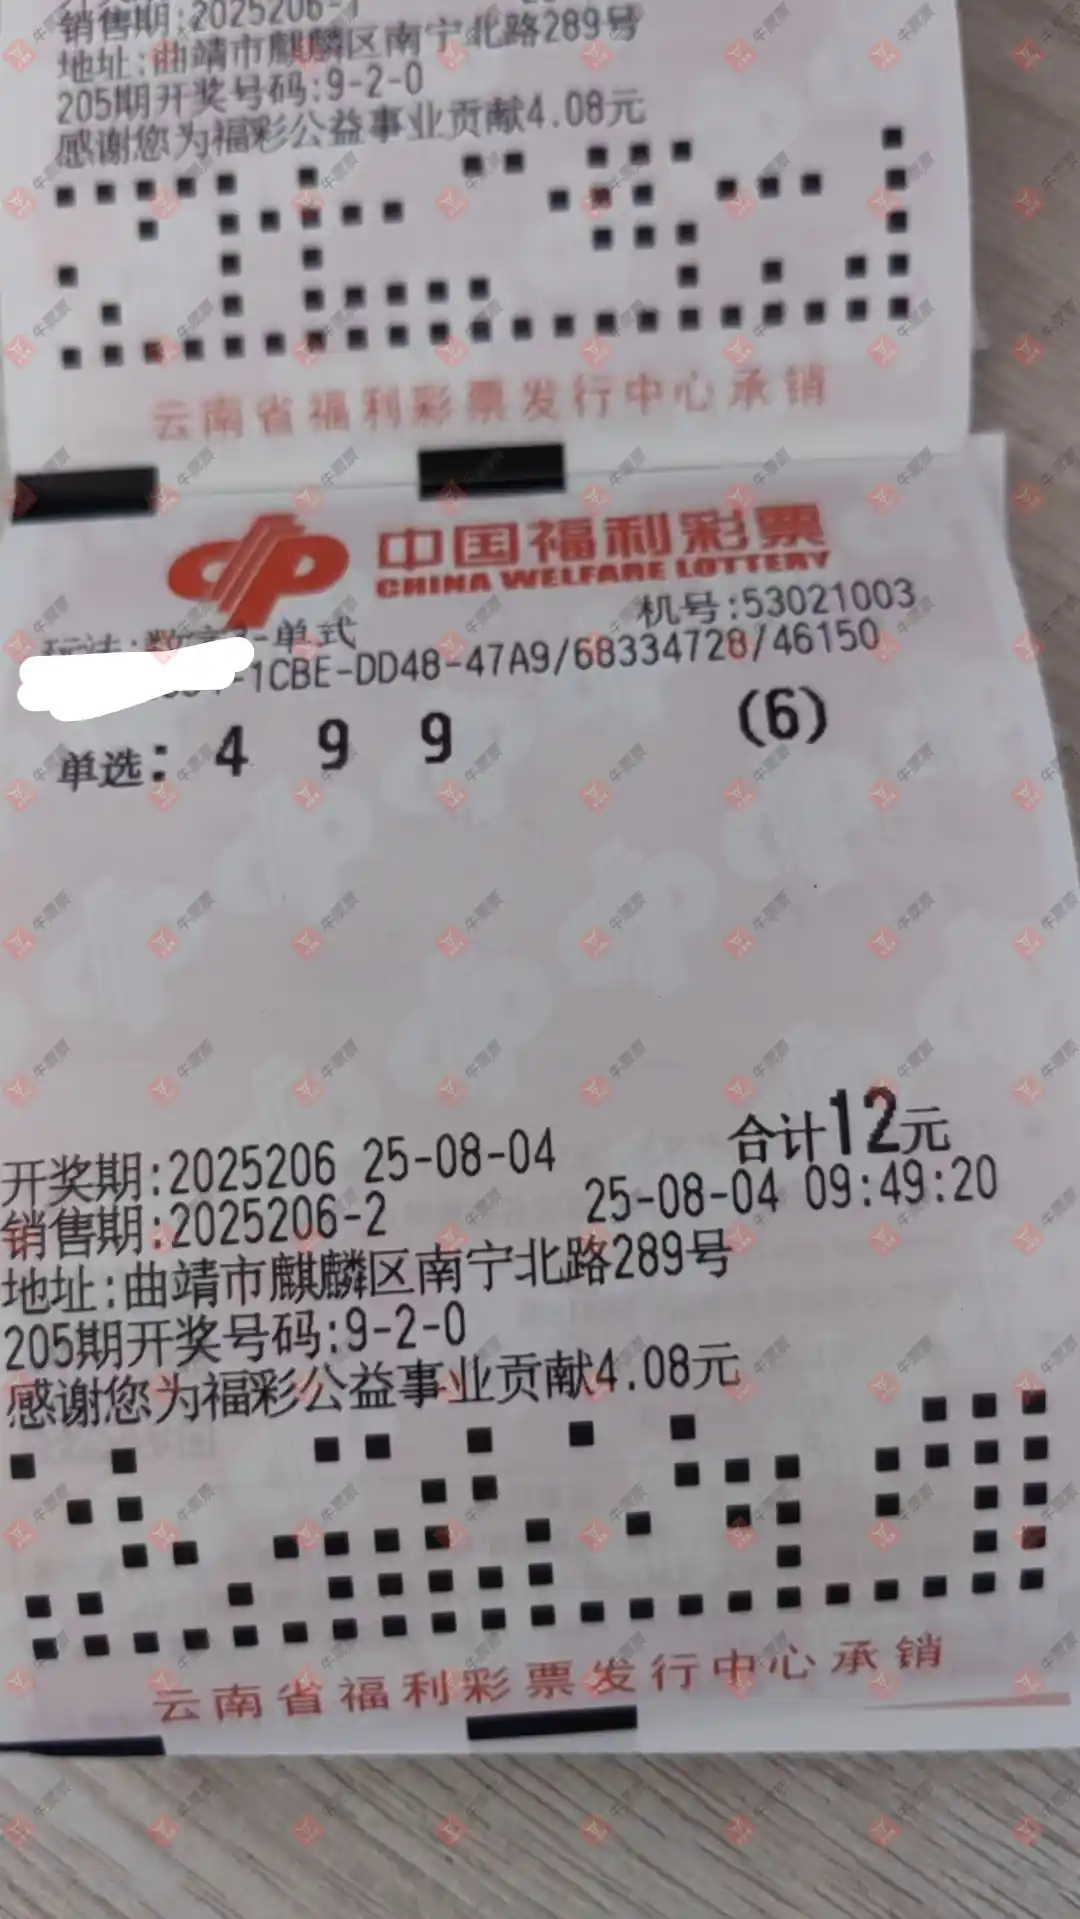 销售期:2025206-1
地址:曲靖市麒麟区南宁北路289号
205期开奖号码:9-2-0
感谢您为福彩公益事业贡献4.08元
云南省福利彩票发行中心承销
中国福利彩票
CHINA WELFARE LOTTERY
机号:53021003
-单式
-1CBE-DD48-47A9/68334728/46150
单选: 4 9 9 (6)
合计12元
开奖期:2025206 25-08-04
销售期:2025206-2 25-08-04 09:49:20
地址:曲靖市麒麟区南宁北路289号
205期开奖号码:9-2-0
感谢您为福彩公益事业贡献4.08元
云南省福利彩票发行中心承销
牛票票